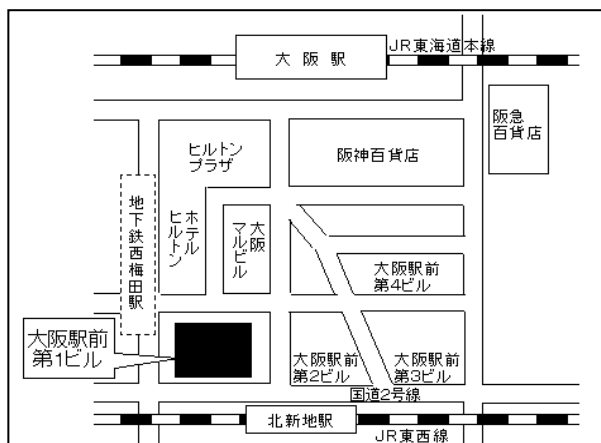 JR東海道本線
大阪駅
阪急
百貨店
ヒルトン
プラザ
阪神百貨店
地下鉄西梅田駅
ホテル
ヒルトン
大阪
マルビル
大阪駅前
第4ビル
大阪駅前
第1ビル
大阪駅前
第2ビル
大阪駅前
第3ビル
国道2号線
北新地駅
JR東西線